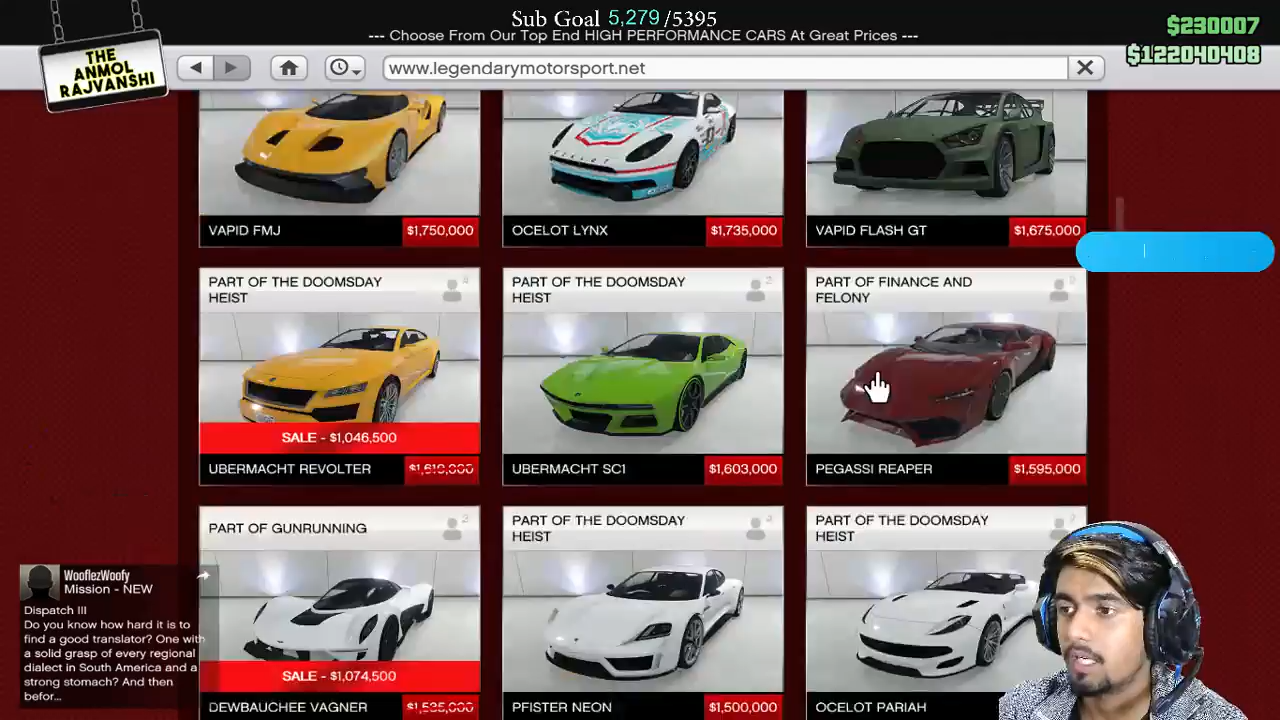 Sub Goal 5,279 /5395
--- Choose From Our Top End HIGH PERFORMANCE CARS At Great Prices ---
$230007
$122040408
THE
ANMOL
RAJVANSHI
www.legendarymotorsport.net
VAPID FMJ $1,750,000
OCELOT LYNX $1,735,000
VAPID FLASH GT $1,675,000
PART OF THE DOOMSDAY
HEIST
4
SALE - $1,046,500
UBERMACHT REVOLTER $1,610,000
PART OF THE DOOMSDAY
HEIST
2
UBERMACHT SC1 $1,603,000
PART OF FINANCE AND
FELONY
PEGASSI REAPER $1,595,000
PART OF GUNRUNNING
SALE - $1,074,500
DEWBAUCHEE VAGNER $1,535,000
PART OF THE DOOMSDAY
HEIST
PFISTER NEON $1,500,000
PART OF THE DOOMSDAY
HEIST
OCELOT PARIAH
WooflezWoofy
Mission - NEW
Dispatch III
Do you know how hard it is to
find a good translator? One with
a solid grasp of every regional
dialect in South America and a
strong stomach? And then
befor...